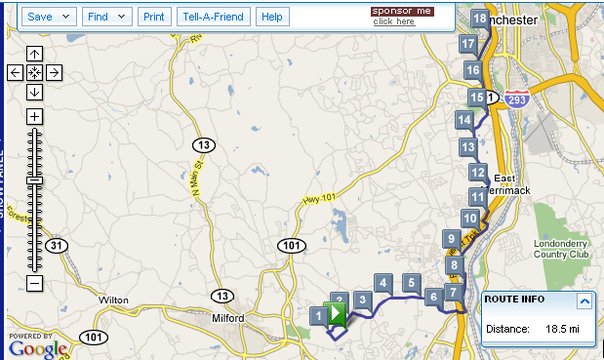 Save Find Print Tell-A-Friend Help
sponsor me
click here
18
nchester
17
16
15
293
14
13
13
N Main St
12
East
errimack
11
Hwy 101
10
9
101
Londonderry
Country Club
31
8
4 5
7
13
Wilton
2 3 6
1
Milford
101
ROUTE INFO
Distance: 18.5 mi
POWERED BY
Google